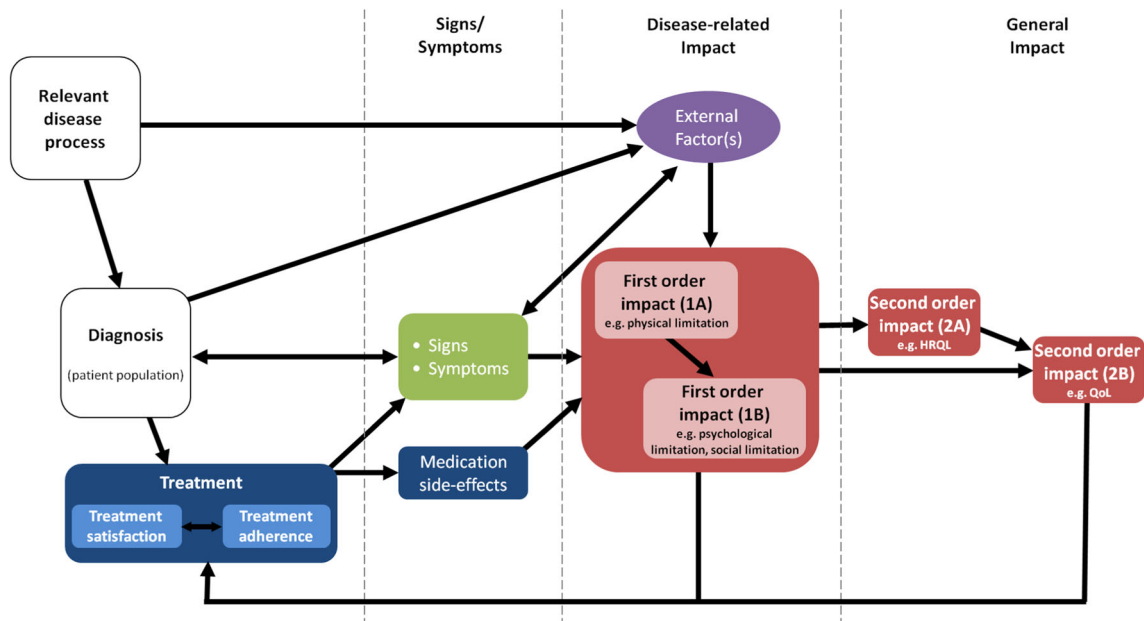 Signs/
Symptoms
Disease-related
Impact
General
Impact
Relevant
disease
process
External
Factor(s)
Diagnosis
(patient population)
• Signs
• Symptoms
First order
impact (1A)
e.g. physical limitation
First order
impact (1B)
e.g. psychological
limitation, social limitation
Second order
impact (2A)
e.g. HRQL
Second order
impact (2B)
e.g. QoL
Treatment
Treatment
satisfaction
Treatment
adherence
Medication
side-effects